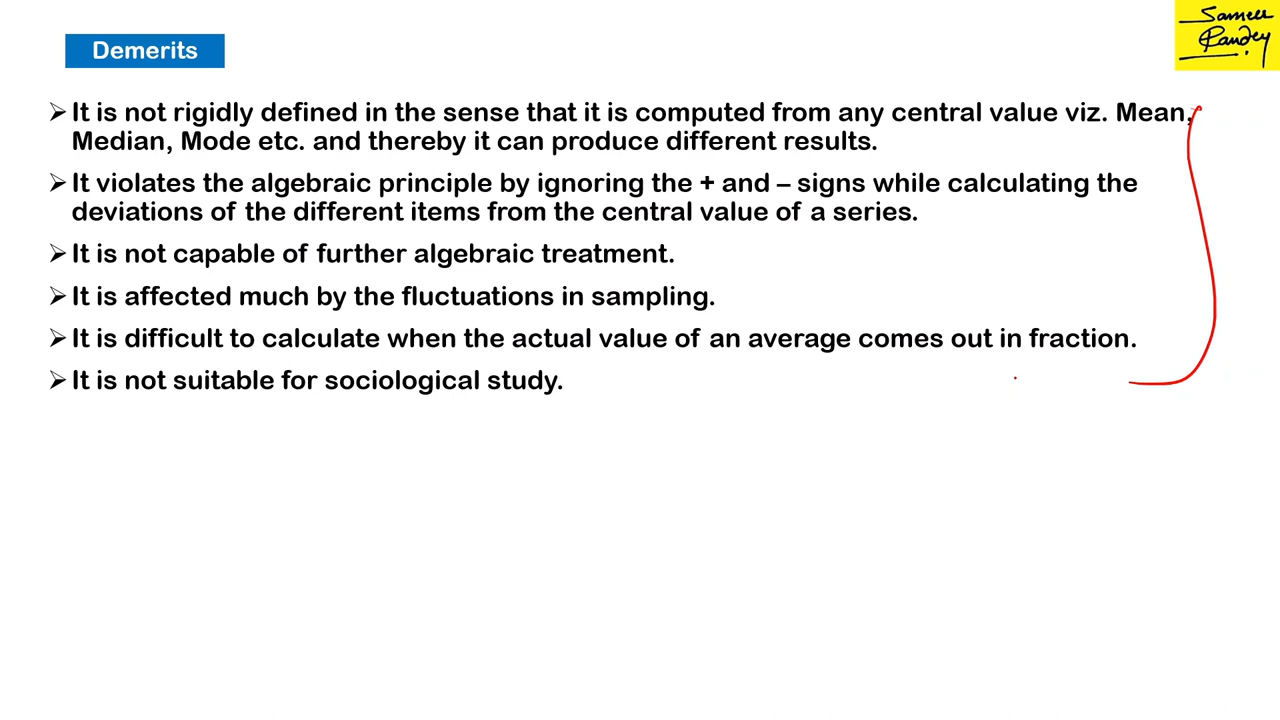 Sameer
Pandey
Demerits
➢ It is not rigidly defined in the sense that it is computed from any central value viz. Mean,
Median, Mode etc. and thereby it can produce different results.
➢ It violates the algebraic principle by ignoring the + and – signs while calculating the
deviations of the different items from the central value of a series.
➢ It is not capable of further algebraic treatment.
➢ It is affected much by the fluctuations in sampling.
➢ It is difficult to calculate when the actual value of an average comes out in fraction.
➢ It is not suitable for sociological study.